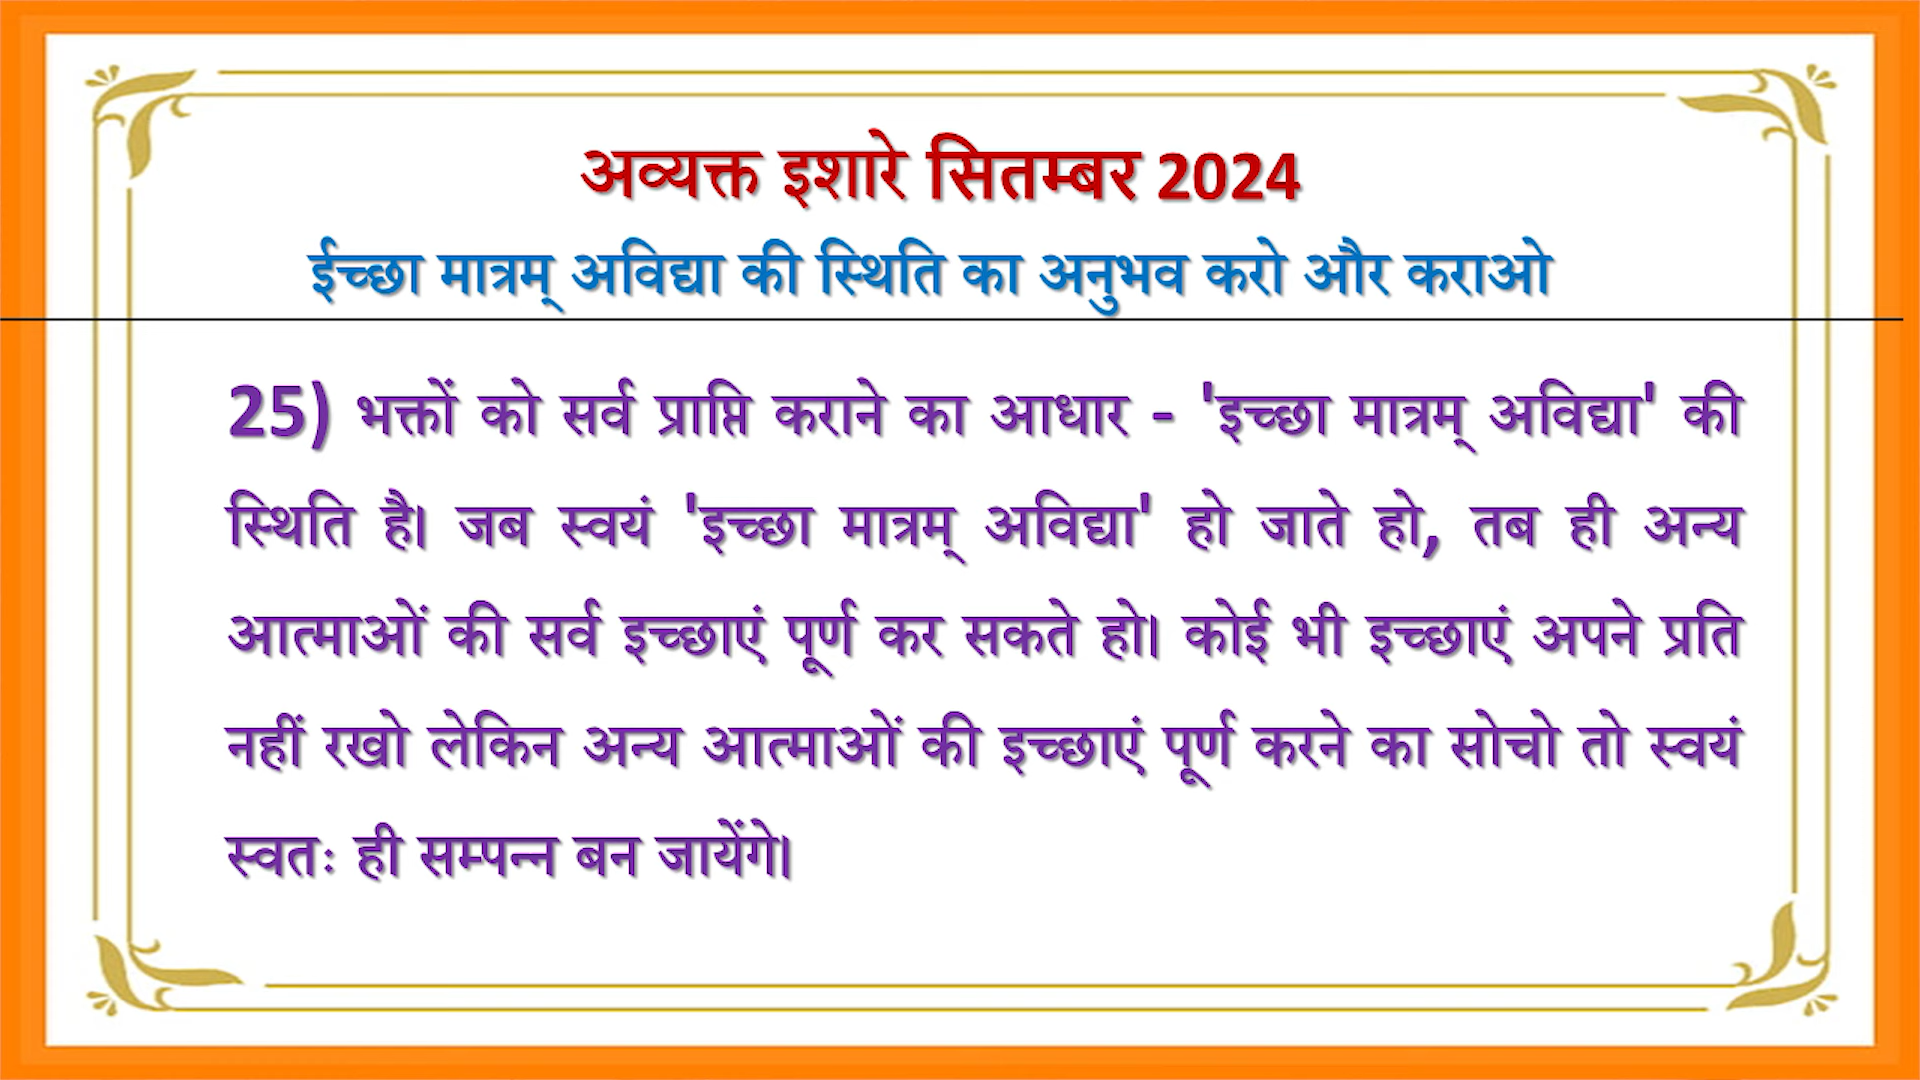 अव्यक्त इशारे सितम्बर 2024
ईच्छा मात्रम् अविद्या की स्थिति का अनुभव करो और कराओ
25) भक्तों को सर्व प्राप्ति कराने का आधार - 'इच्छा मात्रम् अविद्या' की
स्थिति है। जब स्वयं 'इच्छा मात्रम् अविद्या' हो जाते हो, तब ही अन्य
आत्माओं की सर्व इच्छाएं पूर्ण कर सकते हो। कोई भी इच्छाएं अपने प्रति
नहीं रखो लेकिन अन्य आत्माओं की इच्छाएं पूर्ण करने का सोचो तो स्वयं
स्वतः ही सम्पन्न बन जायेंगे।